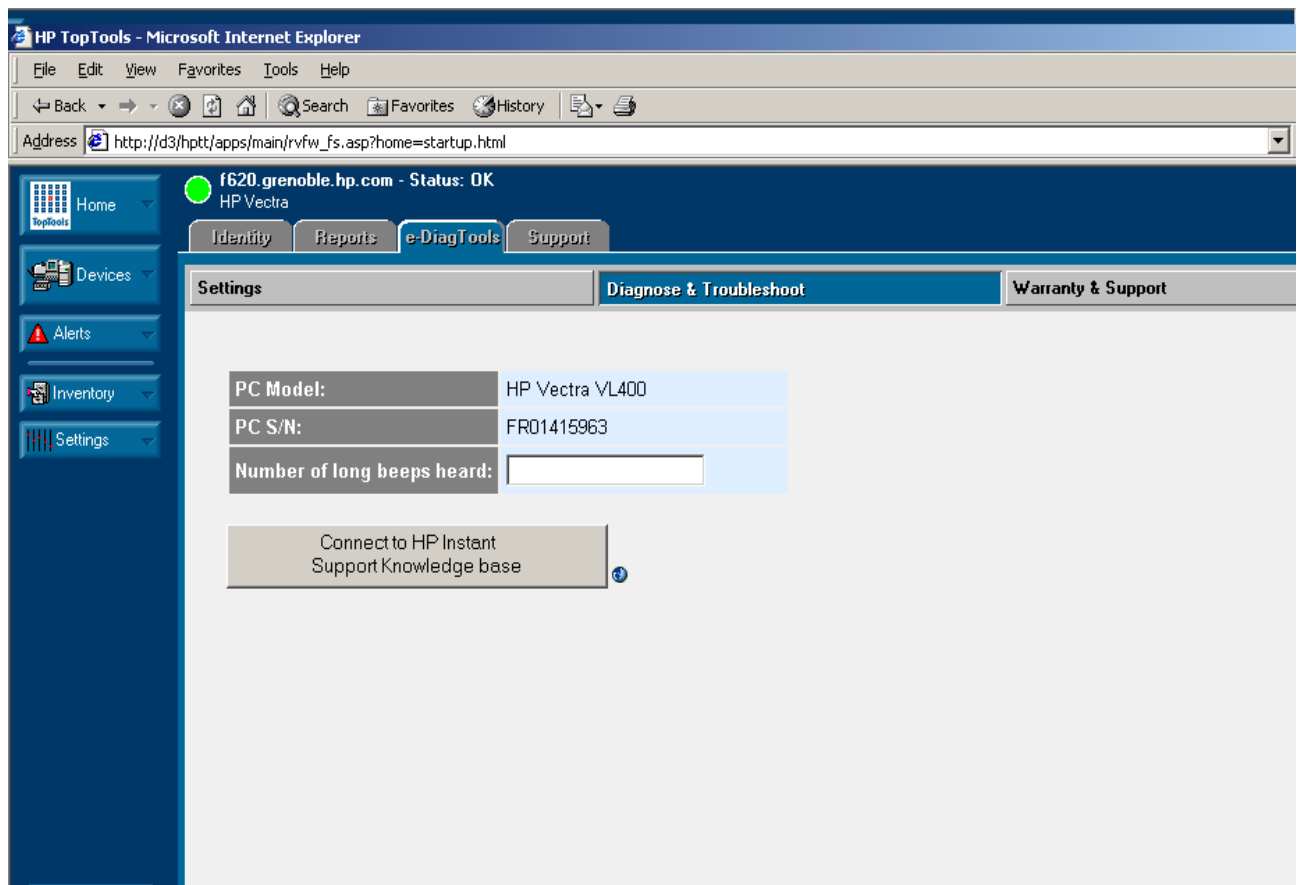 HP TopTools - Microsoft Internet Explorer
File Edit View Favorites Tools Help
Back Search Favorites History
Address http://d3/hptt/apps/main/rvfw_fs.asp?home=startup.html
f620.grenoble.hp.com - Status: OK
HP Vectra
TopTools Home
Identity Reports e-DiagTools Support
Devices
Settings Diagnose & Troubleshoot Warranty & Support
Alerts
PC Model: HP Vectra VL400
Inventory
PC S/N: FR01415963
Settings
Number of long beeps heard:
Connect to HP Instant
Support Knowledge base